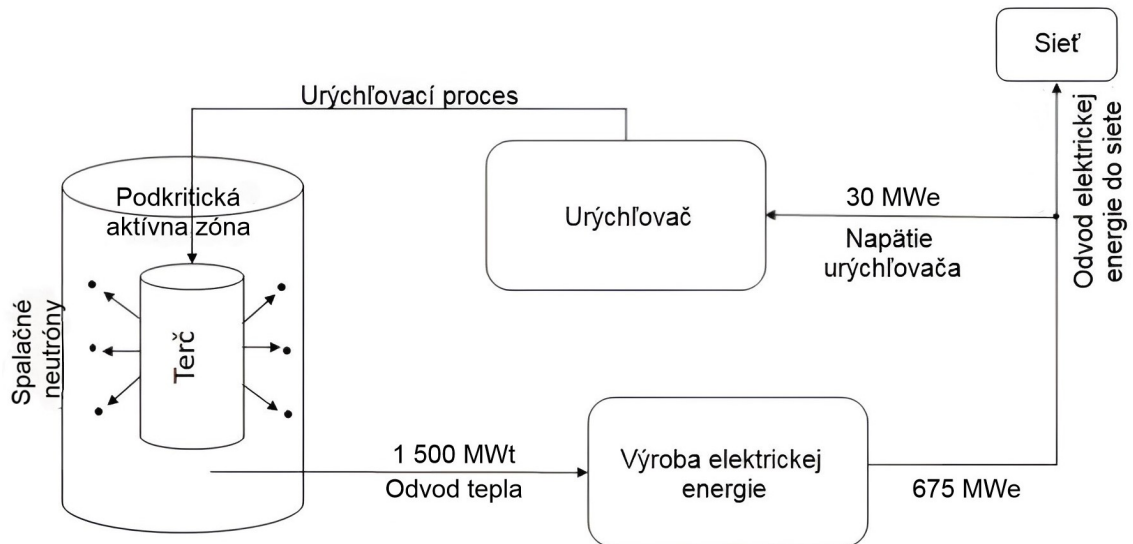 Sieť
Urýchľovací proces
Odvod elektrickej
energie do siete
Podkritická
aktívna zóna
Urýchľovač
30 MWe
Napätie
urýchľovača
Spalačné
neutróny
Terč
1 500 MWt
Odvod tepla
Výroba elektrickej
energie
675 MWe